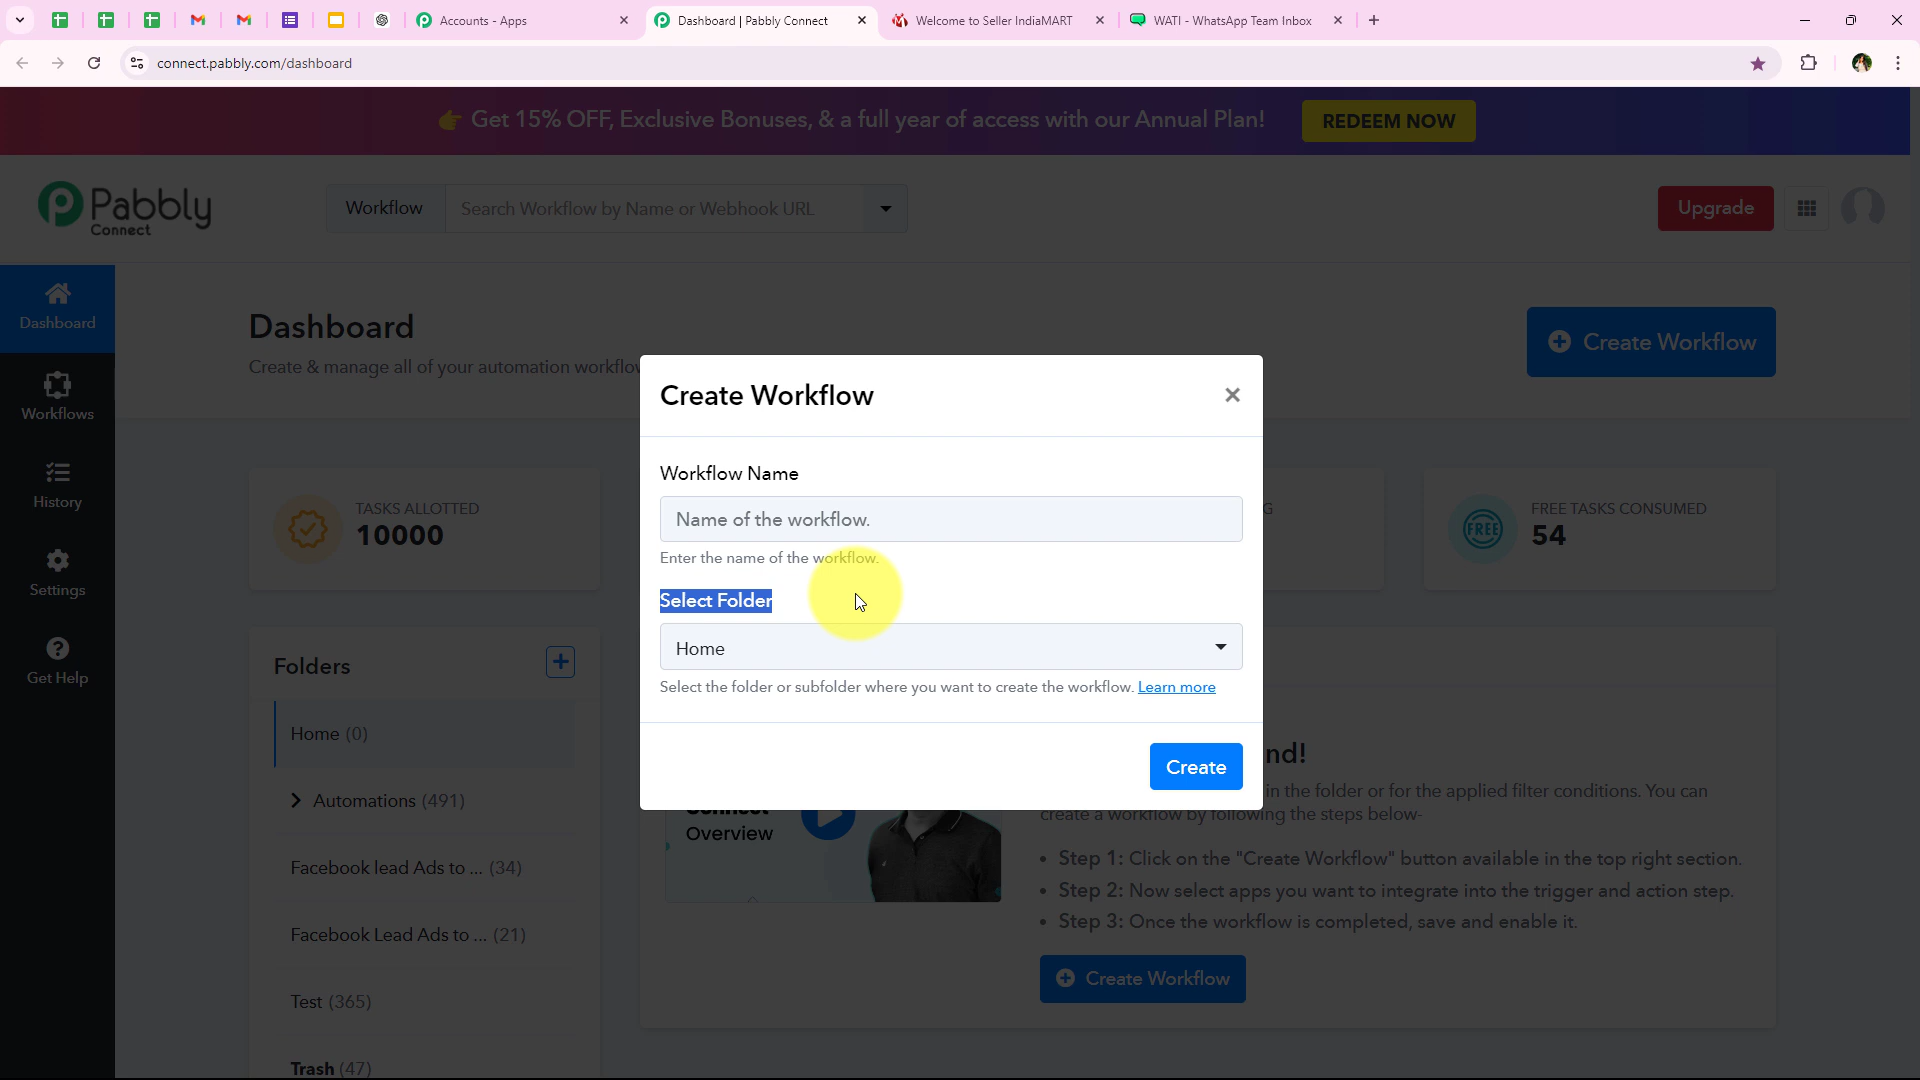 Accounts - Apps
Dashboard | Pabbly Connect
Welcome to Seller IndiaMART
WATI - WhatsApp Team Inbox
connect.pabbly.com/dashboard
Get 15% OFF, Exclusive Bonuses, & a full year of access with our Annual Plan!
REDEEM NOW
Pabbly
Connect
Workflow
Search Workflow by Name or Webhook URL
Upgrade
Dashboard
Workflows
History
Settings
Get Help
Dashboard
Create & manage all of your automation
Create Workflow
TASKS ALLOTTED
10000
G
FREE TASKS CONSUMED
FREE
54
Create Workflow
Workflow Name
Name of the workflow.
Enter the name of the workflow.
Select Folder
Home
Select the folder or subfolder where you want to create the workflow. Learn more
Create
Folders
Home (0)
Automations (491)
Facebook lead Ads to ... (34)
Facebook Lead Ads to ... (21)
Test (365)
Trash (47)
Overview
nd!
in the folder or for the applied filter conditions. You can
create a workflow by following the steps below-
• Step 1: Click on the "Create Workflow" button available in the top right section.
• Step 2: Now select apps you want to integrate into the trigger and action step.
• Step 3: Once the workflow is completed, save and enable it.
Create Workflow